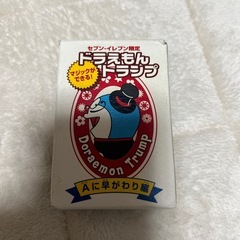 セブン-イレブン限定
ドラえもん
マジックができる!
トランプ
Doraemon Trump
Aに早がわり編